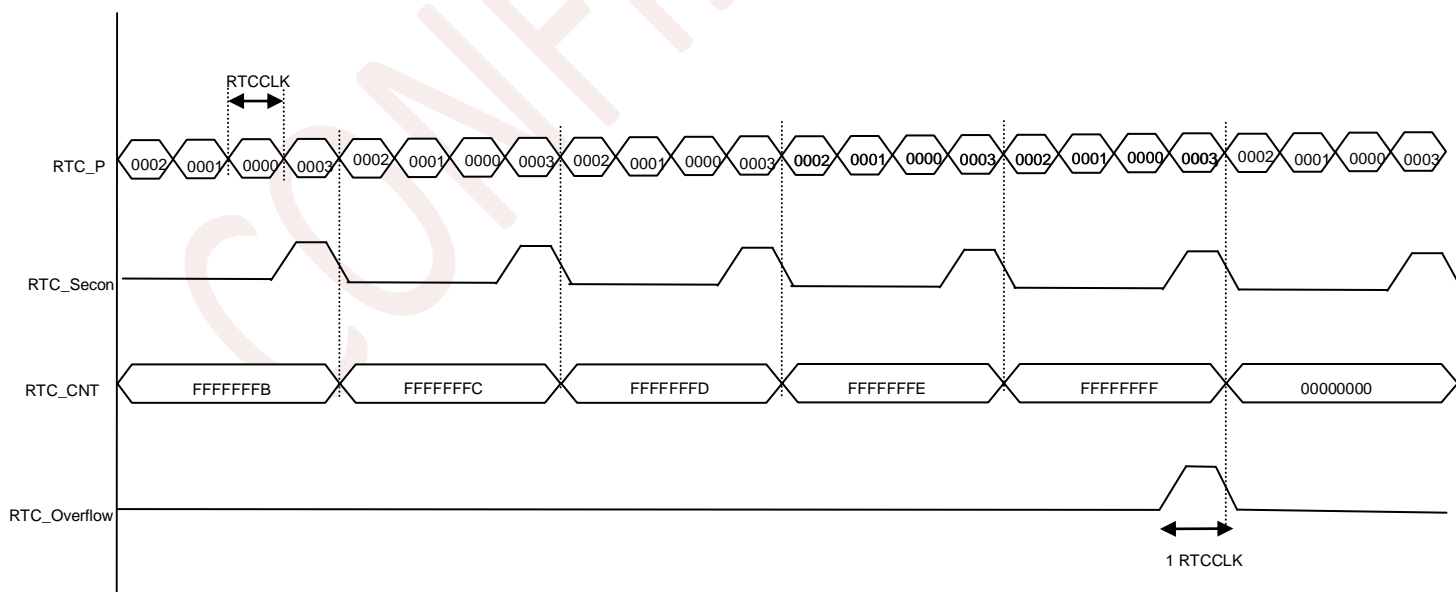 RTCCLK
RTC_P 0002 0001 0000 0003 0002 0001 0000 0003 0002 0001 0000 0003 0002 0001 0000 0003 0002 0001 0000 0003 0002 0001 0000 0003
RTC_Secon
RTC_CNT FFFFFFFB FFFFFFFC FFFFFFFD FFFFFFFE FFFFFFFF 00000000
RTC_Overflow
1 RTCCLK